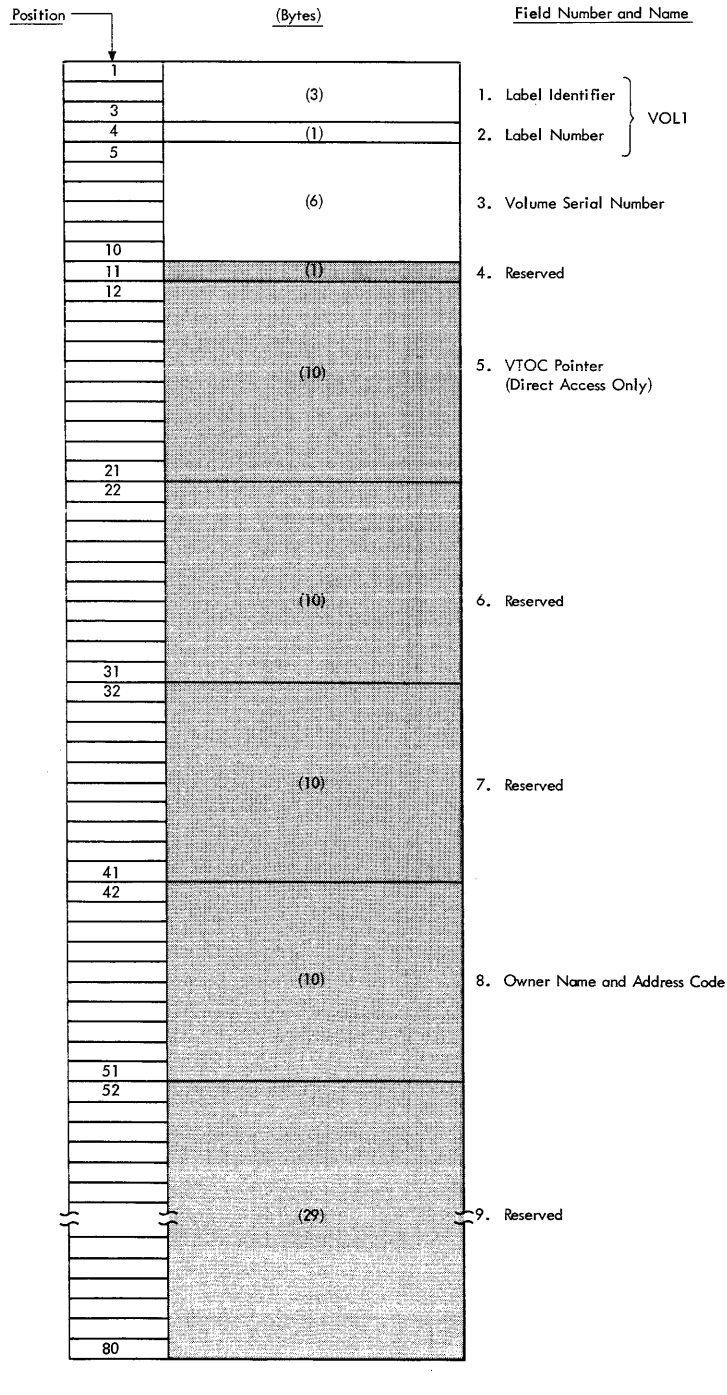 Position (Bytes) Field Number and Name
1
(3) 1. Label Identifier
3
VOL1
4 (1) 2. Label Number
5
(6) 3. Volume Serial Number
10
11 (1) 4. Reserved
12
(10) 5. VTOC Pointer
(Direct Access Only)
21
22
(10) 6. Reserved
31
32
(10) 7. Reserved
41
42
(10) 8. Owner Name and Address Code
51
52
(29) 9. Reserved
80